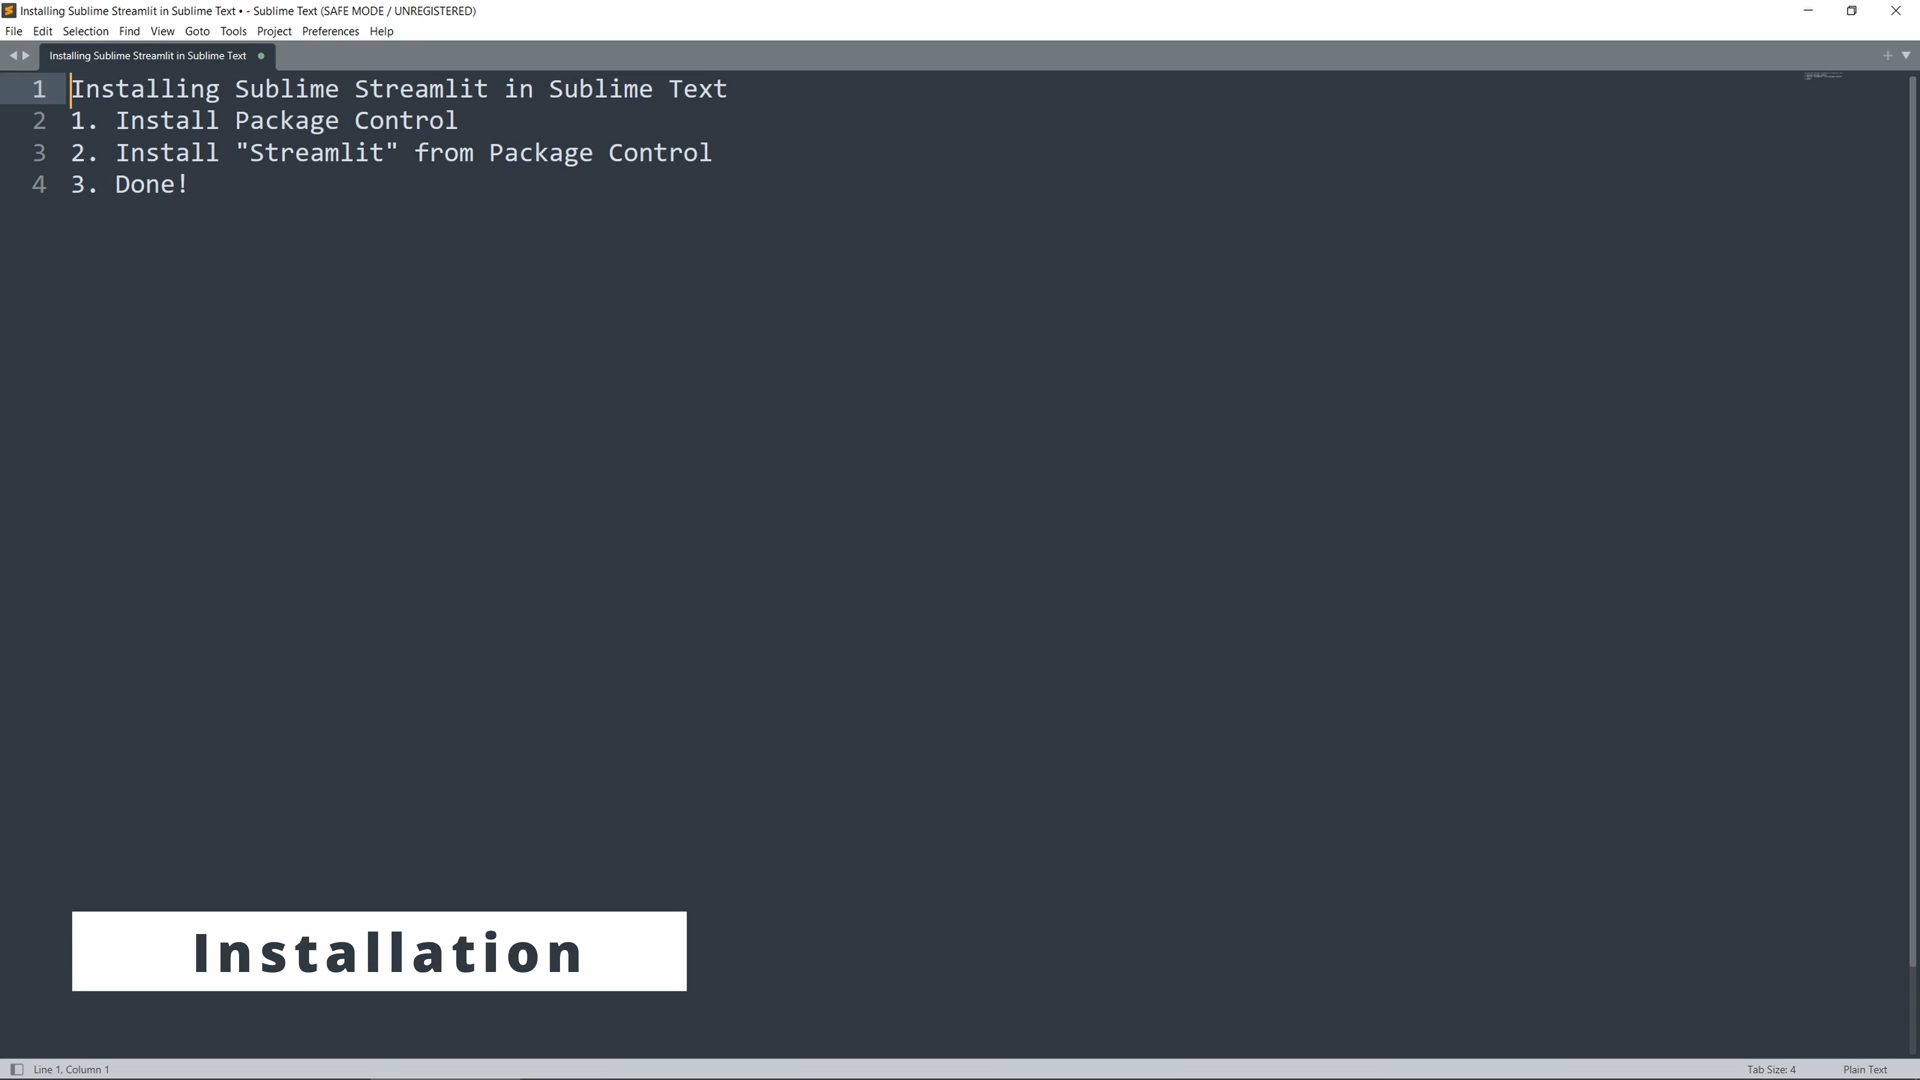 Installing Sublime Streamlit in Sublime Text • - Sublime Text (SAFE MODE / UNREGISTERED)
File Edit Selection Find View Goto Tools Project Preferences Help
Installing Sublime Streamlit in Sublime Text
1 Installing Sublime Streamlit in Sublime Text
2 1. Install Package Control
3 2. Install "Streamlit" from Package Control
4 3. Done!
Installation
Line 1, Column 1 Tab Size: 4 Plain Text